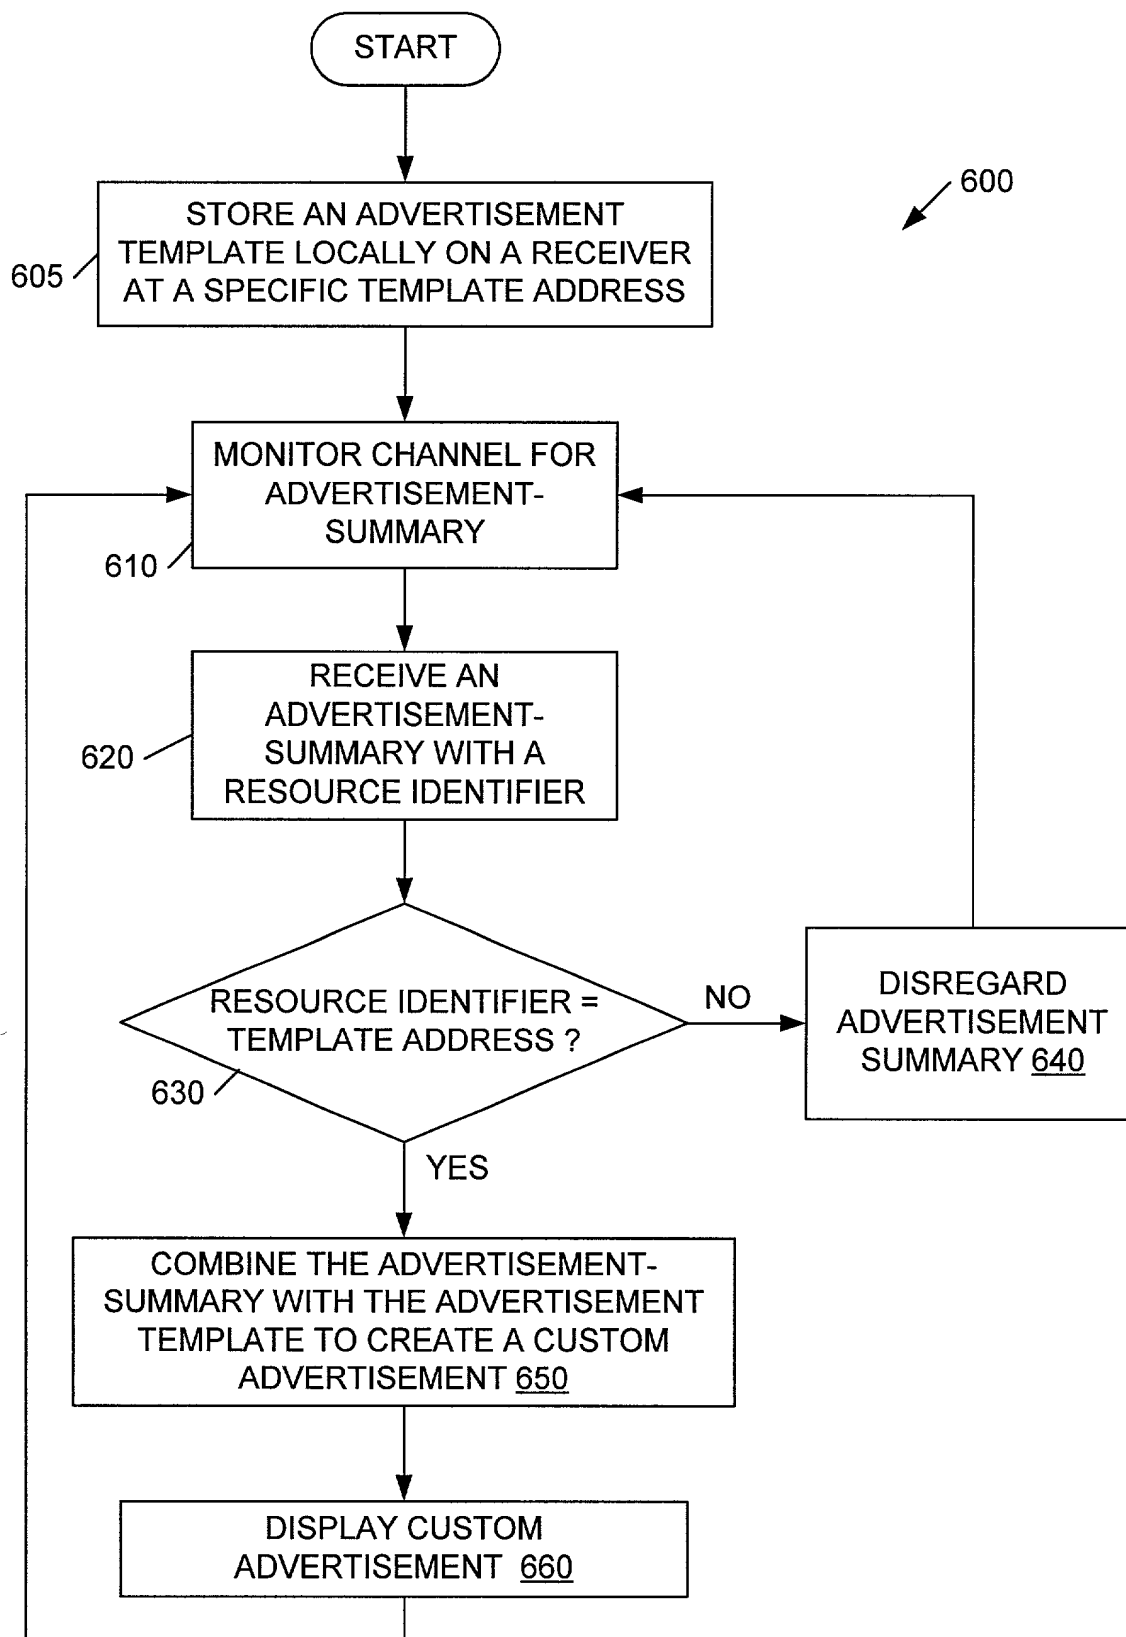 START
600
STORE AN ADVERTISEMENT
TEMPLATE LOCALLY ON A RECEIVER
AT A SPECIFIC TEMPLATE ADDRESS
605
MONITOR CHANNEL FOR
ADVERTISEMENT-
SUMMARY
610
RECEIVE AN
ADVERTISEMENT-
SUMMARY WITH A
RESOURCE IDENTIFIER
620
RESOURCE IDENTIFIER =
TEMPLATE ADDRESS ?
630
NO
DISREGARD
ADVERTISEMENT
SUMMARY 640
YES
COMBINE THE ADVERTISEMENT-
SUMMARY WITH THE ADVERTISEMENT
TEMPLATE TO CREATE A CUSTOM
ADVERTISEMENT 650
DISPLAY CUSTOM
ADVERTISEMENT 660